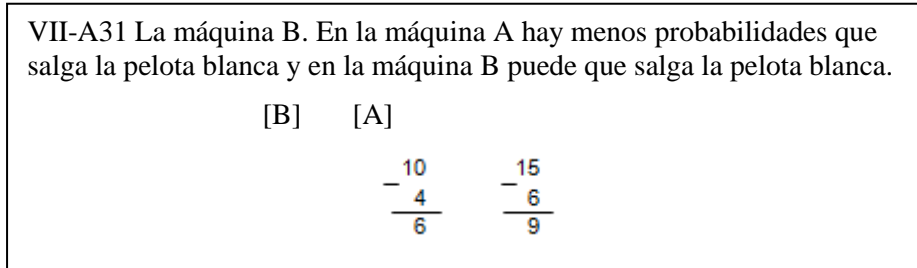 VII-A31 La máquina B. En la máquina A hay menos probabilidades que
salga la pelota blanca y en la máquina B puede que salga la pelota blanca.
[B] [A]
10 15
− 4 − 6
6 9